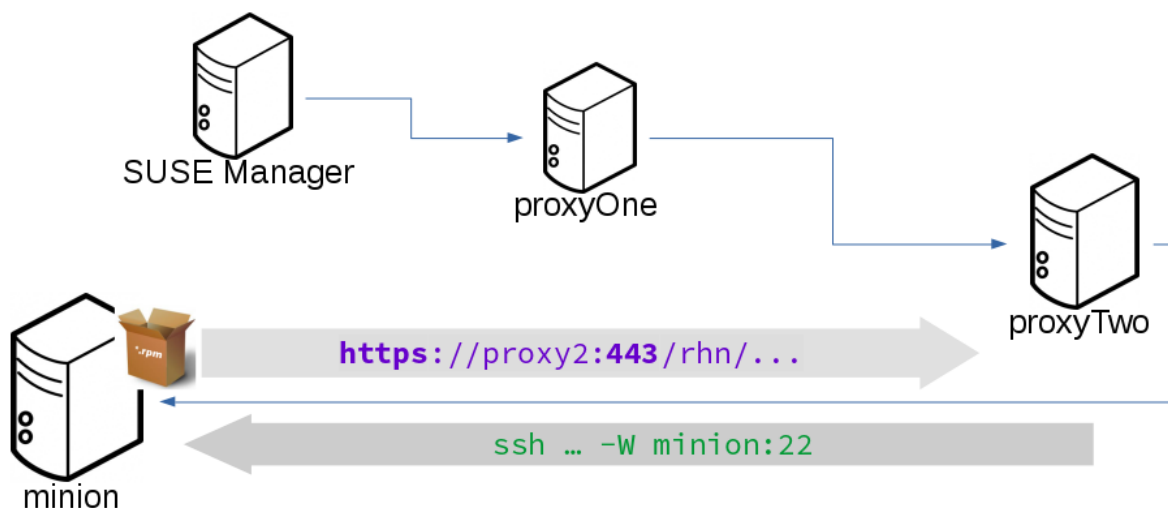 SUSE Manager
proxyOne
proxyTwo
*.rpm
https://proxy2:443/rhn/...
ssh … -W minion:22
minion